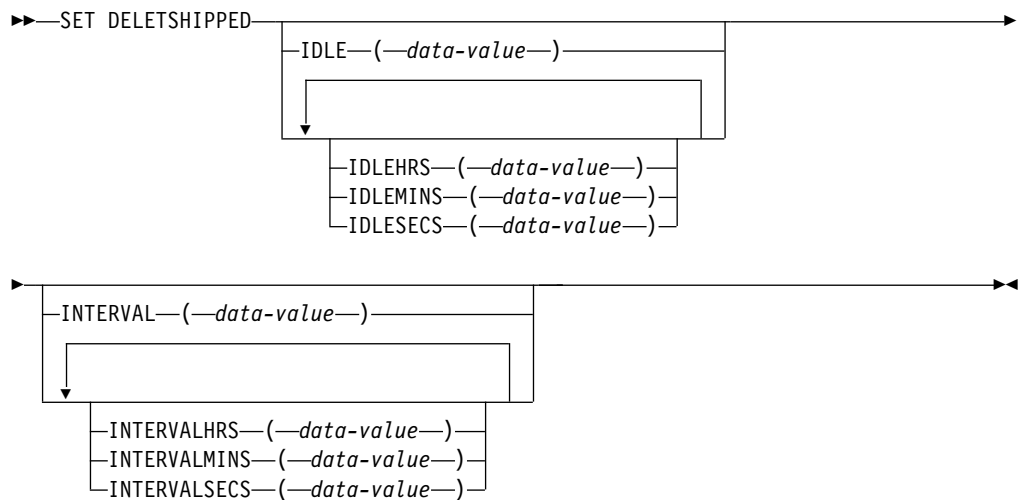 SET DELETSHIPPED
IDLE ( data-value )
IDLEHRS ( data-value )
IDLEMINS ( data-value )
IDLESECS ( data-value )
INTERVAL ( data-value )
INTERVALHRS ( data-value )
INTERVALMINS ( data-value )
INTERVALSECS ( data-value )